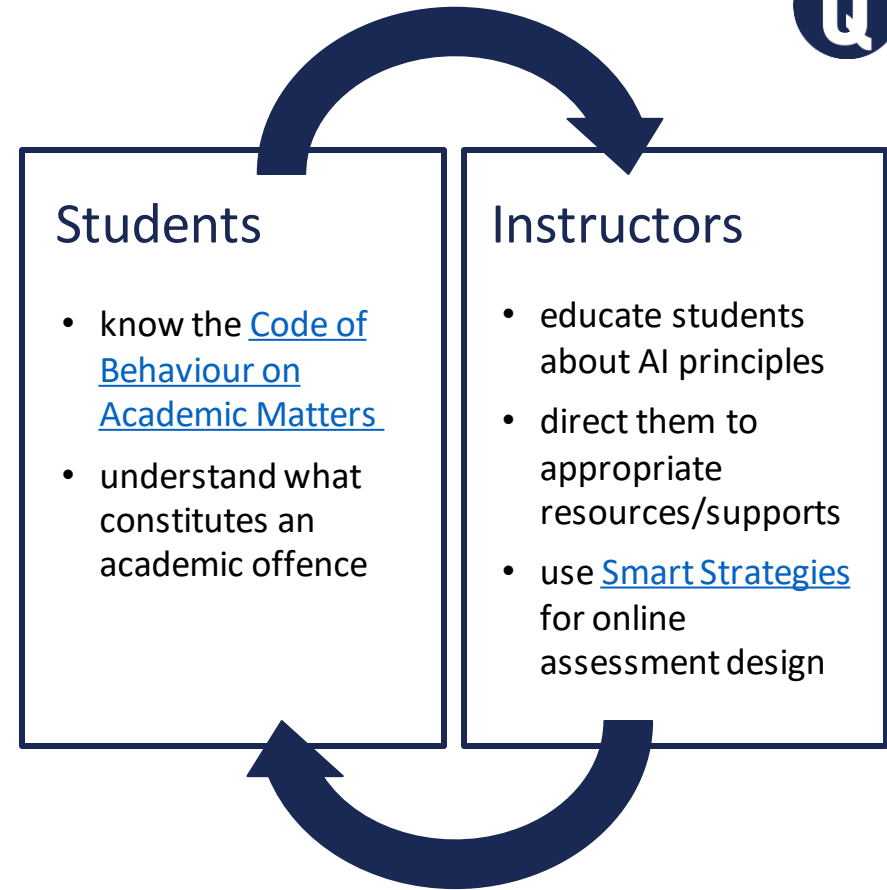 Students
• know the Code of
Behaviour on
Academic Matters
• understand what
constitutes an
academic offence
Instructors
• educate students
about AI principles
• direct them to
appropriate
resources/supports
• use Smart Strategies
for online
assessment design